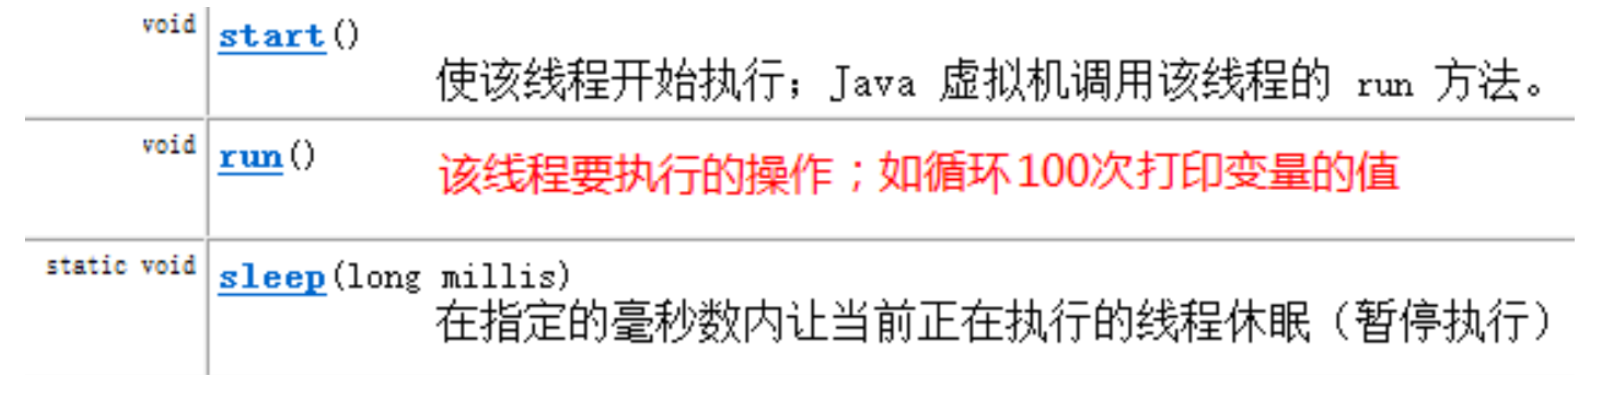 void start()
使该线程开始执行；Java 虚拟机调用该线程的 run 方法。
void run() 该线程要执行的操作；如循环100次打印变量的值
static void sleep(long millis)
在指定的毫秒数内让当前正在执行的线程休眠（暂停执行）